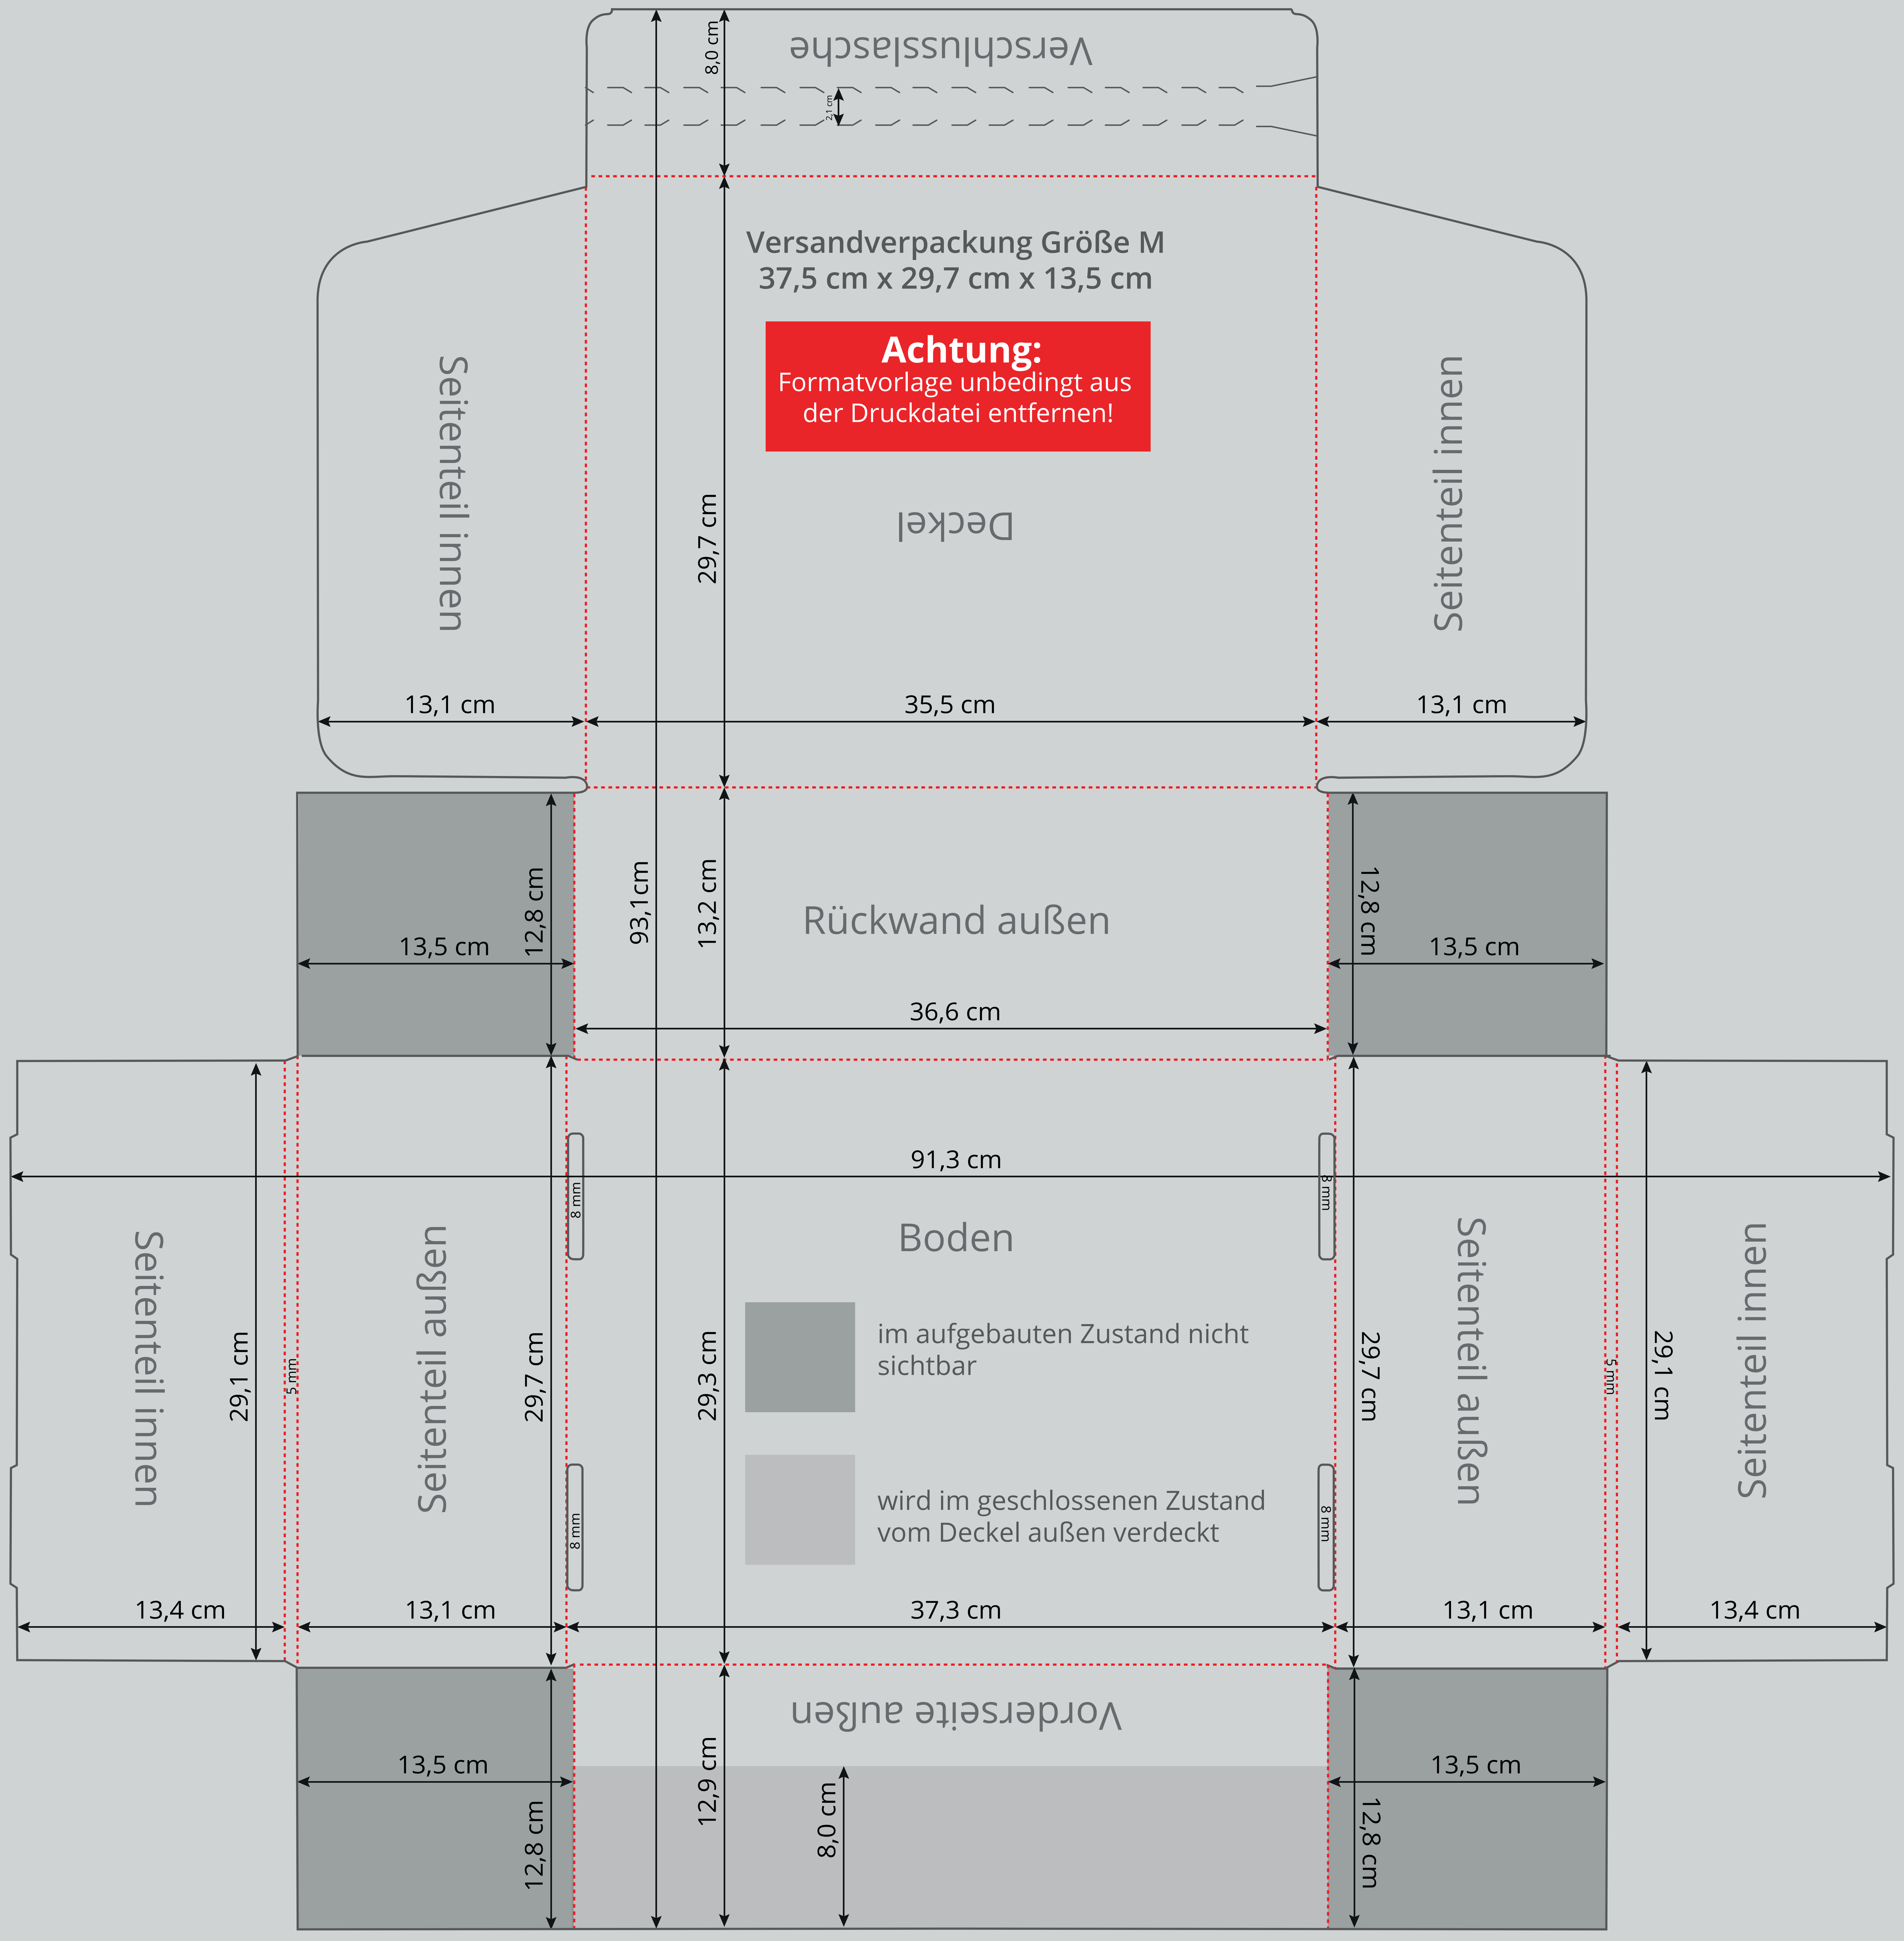 Verschlusslasche
8,0 cm
2,1 cm
Versandverpackung Größe M
37,5 cm x 29,7 cm x 13,5 cm
Achtung:
Formatvorlage unbedingt aus
der Druckdatei entfernen!
Seitenteil innen
Seitenteil innen
29,7 cm
Deckel
13,1 cm
35,5 cm
13,1 cm
12,8 cm
93,1cm
13,2 cm
Rückwand außen
12,8 cm
13,5 cm
13,5 cm
36,6 cm
91,3 cm
8 mm
8 mm
Boden
Seitenteil innen
29,1 cm
5 mm
Seitenteil außen
29,7 cm
29,3 cm
im aufgebauten Zustand nicht
sichtbar
29,7 cm
Seitenteil außen
5 mm
29,1 cm
Seitenteil innen
wird im geschlossenen Zustand
vom Deckel außen verdeckt
8 mm
8 mm
13,4 cm
13,1 cm
37,3 cm
13,1 cm
13,4 cm
Vorderseite außen
13,5 cm
12,9 cm
13,5 cm
12,8 cm
8,0 cm
12,8 cm